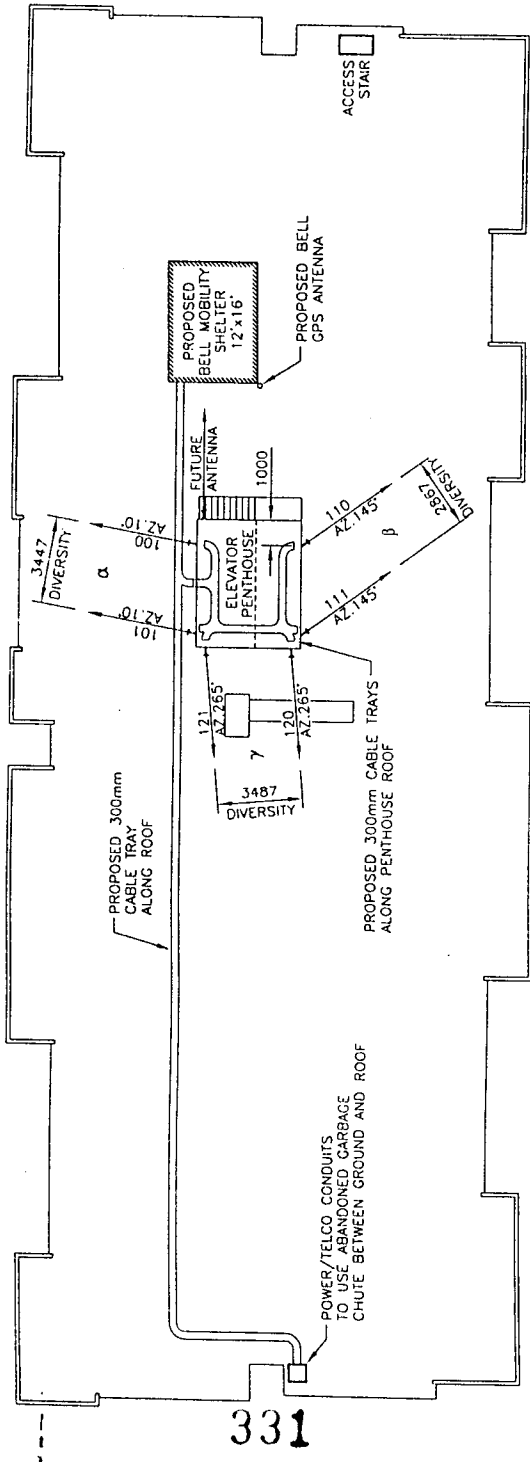 ACCESS
STAIR
PROPOSED
BELL MOBILITY
SHELTER
12'x16'
PROPOSED BELL
GPS ANTENNA
FUTURE
ANTENNA
1000
3447
DIVERSITY
α
100
AZ.10°
101
AZ.10°
ELEVATOR
PENTHOUSE
110
AZ.145°
β
111
AZ.145°
2867
DIVERSITY
121
AZ.265°
γ
120
AZ.265°
3487
DIVERSITY
PROPOSED 300mm CABLE TRAYS
ALONG PENTHOUSE ROOF
PROPOSED 300mm
CABLE TRAY
ALONG ROOF
POWER/TELCO CONDUITS
TO USE ABANDONED GARBAGE
CHUTE BETWEEN GROUND AND ROOF
331